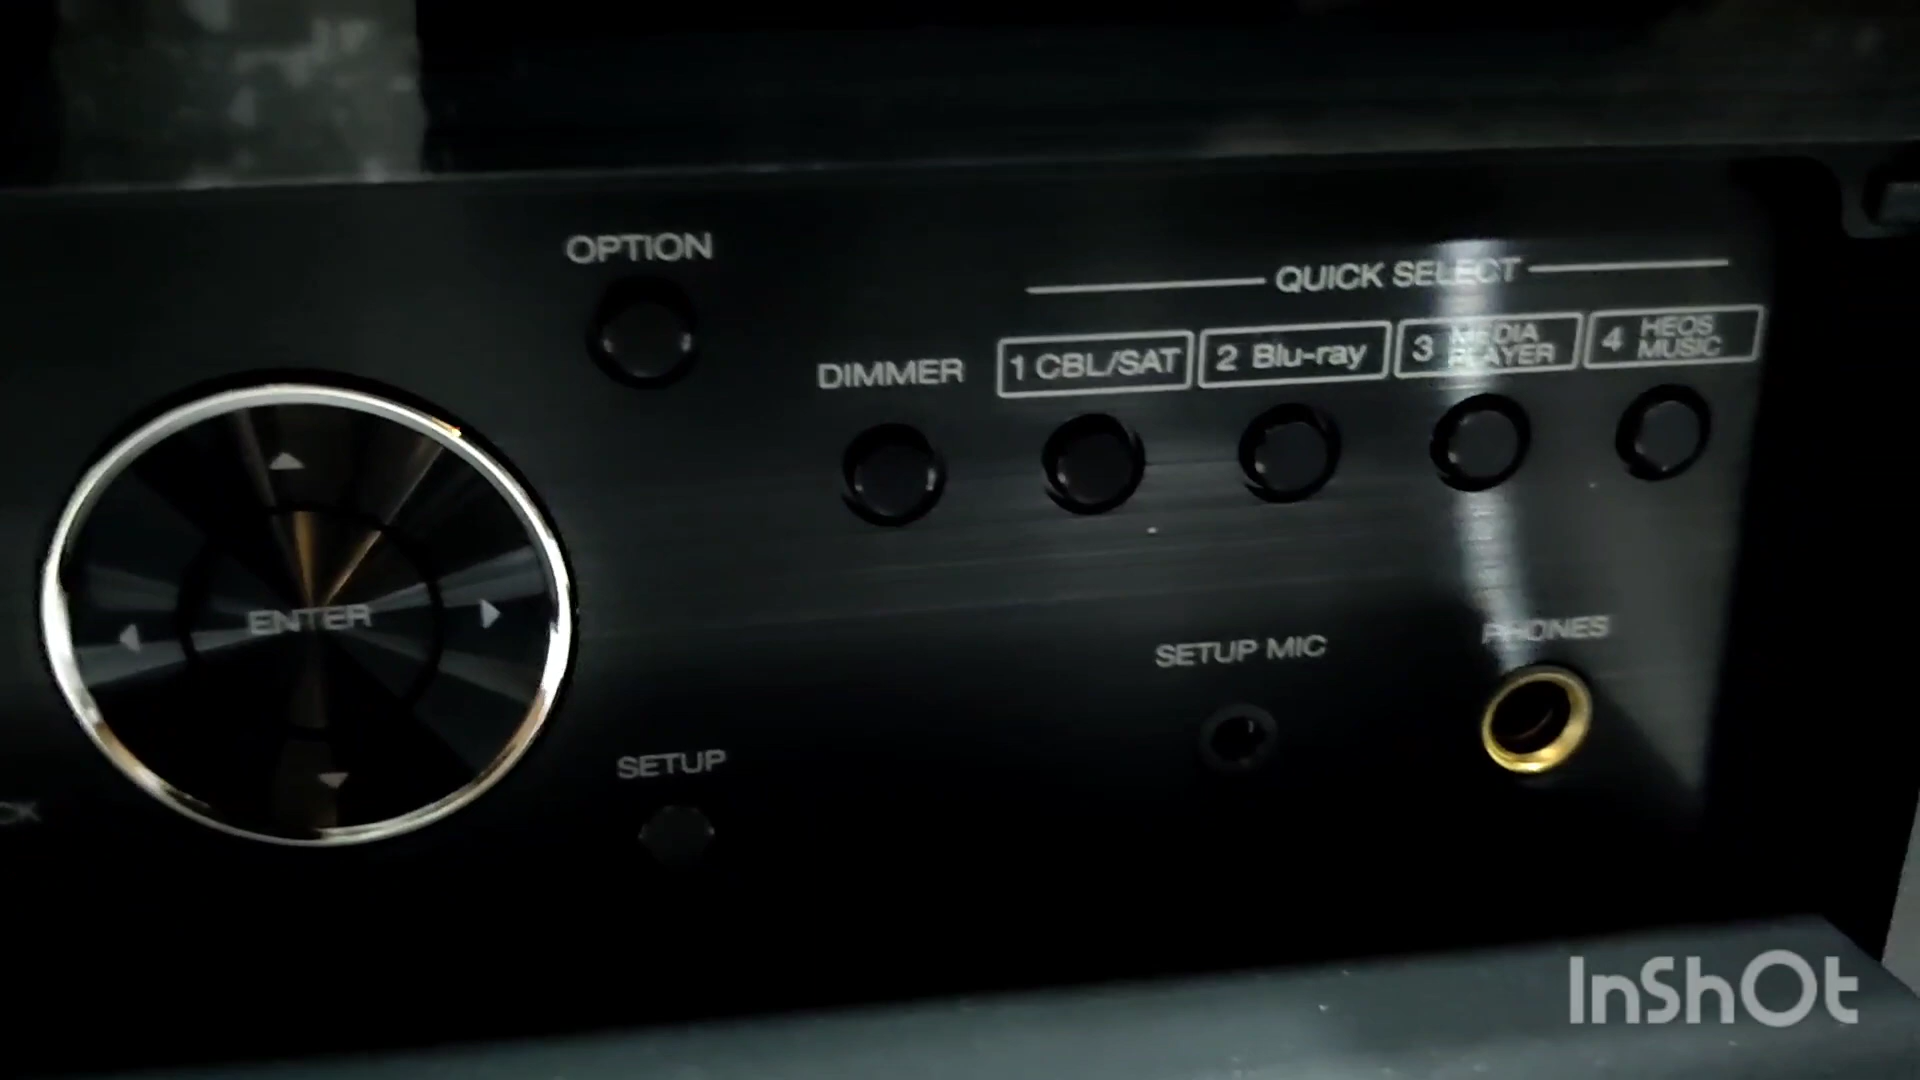 OPTION
QUICK SELECT
DIMMER
1 CBL/SAT
2 Blu-ray
3 MEDIA
PLAYER
4 HEOS
MUSIC
ENTER
SETUP MIC
PHONES
SETUP
InShOt